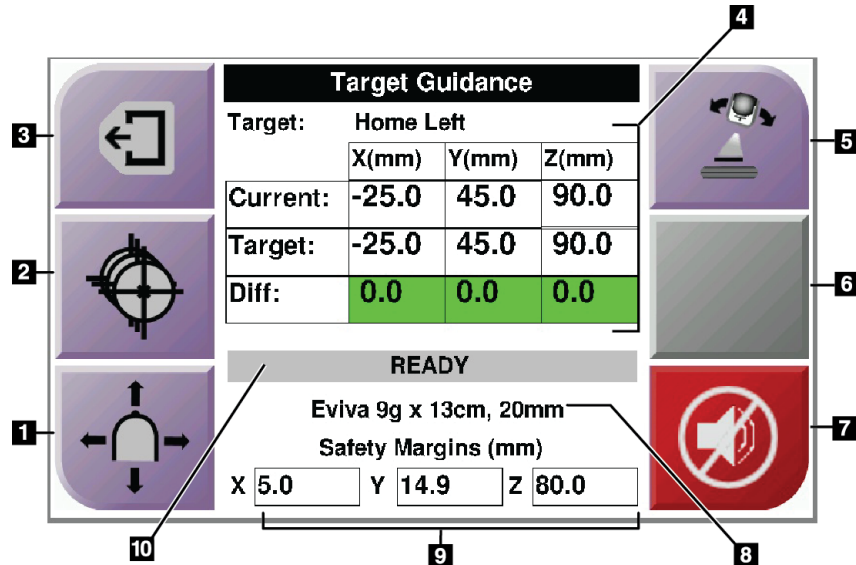 4
Target Guidance
3
Target: Home Left
5
X(mm) Y(mm) Z(mm)
Current: -25.0 45.0 90.0
Target: -25.0 45.0 90.0
2
6
Diff: 0.0 0.0 0.0
READY
Eviva 9g x 13cm, 20mm
1
7
Safety Margins (mm)
X 5.0 Y 14.9 Z 80.0
10
9
8